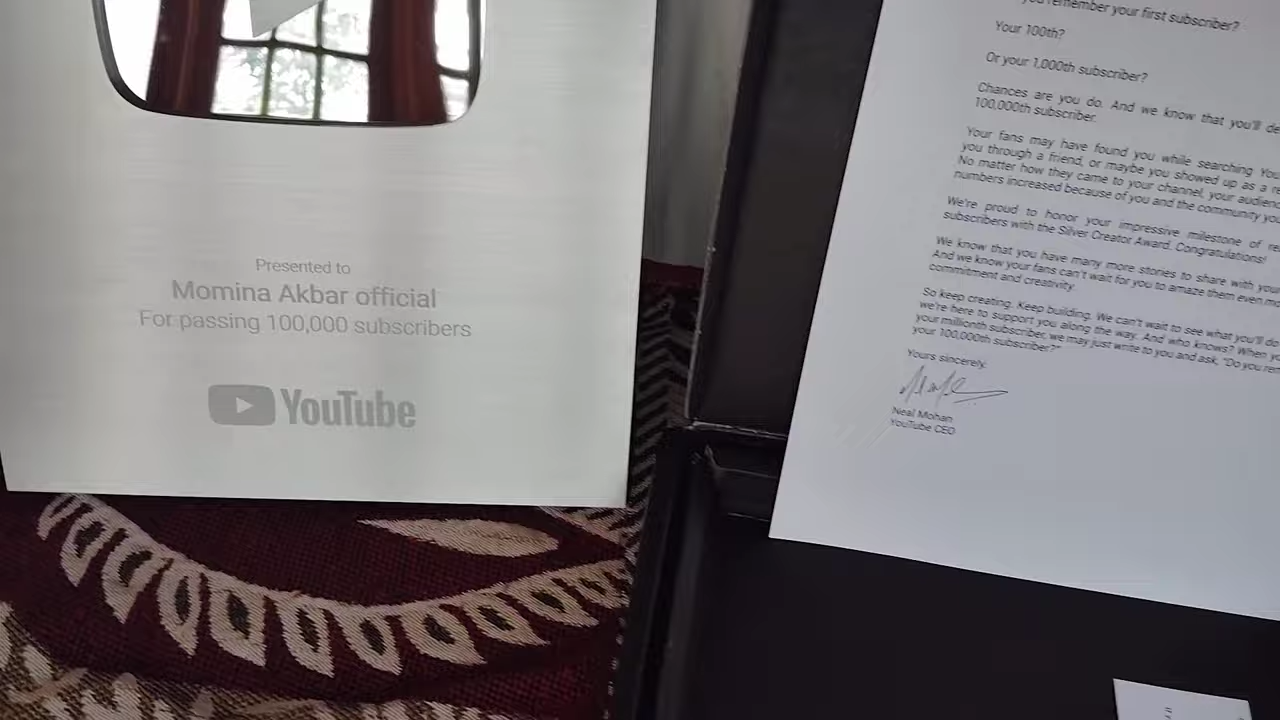 Presented to
Momina Akbar official
For passing 100,000 subscribers
YouTube
you remember your first subscriber?
Your 100th?
Or your 1,000th subscriber?
Chances are you do. And we know that you'll
100,000th subscriber.
Your fans may have found you while searching
you through a friend, or maybe you showed up as a
No matter how they came to your channel, your
numbers increased because of you and the community
We're proud to honor your impressive milestone of
subscribers with the Silver Creator Award. Congratulations!
We know that you have many more stories to share with your
And we know your fans can't wait for you to amaze them even
commitment and creativity.
So keep creating. Keep building. We can't wait to see what you'll do
we're here to support you along the way. And who knows? When
your millionth subscriber, we may just write to you and ask, "Do you
your 100,000th subscriber?"
Yours sincerely,
Neal Mohan
YouTube CEO